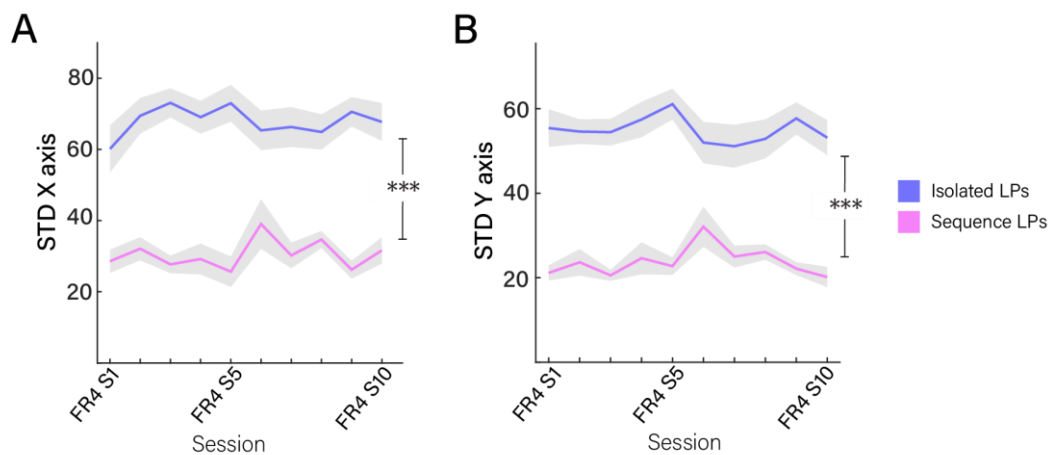 A
STD X axis
80
60
40
20
***
FR4 S1
FR4 S5
FR4 S10
Session
B
STD Y axis
60
40
20
***
FR4 S1
FR4 S5
FR4 S10
Session
Isolated LPs
Sequence LPs